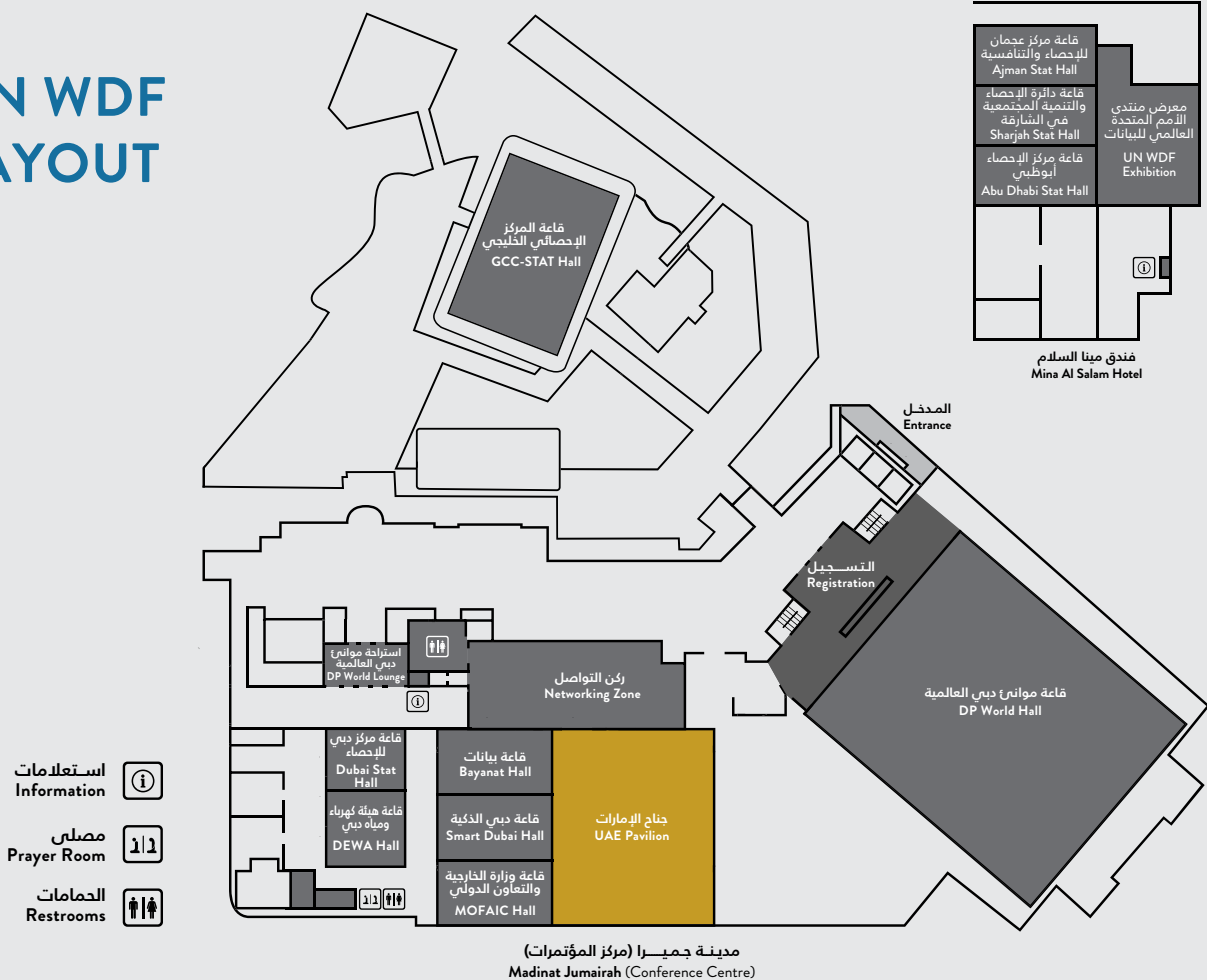 N WDF
AYOUT
قاعة مركز عجمان
للإحصاء والتنافسية
Ajman Stat Hall
قاعة دائرة الإحصاء
والتنمية المجتمعية
في الشارقة
Sharjah Stat Hall
قاعة مركز الإحصاء
أبوظبي
Abu Dhabi Stat Hall
معرض منتدى
الأمم المتحدة
العالمي للبيانات
UN WDF
Exhibition
فندق مينا السلام
Mina Al Salam Hotel
قاعة المركز
الإحصائي الخليجي
GCC-STAT Hall
المدخـل
Entrance
التســجيـل
Registration
قاعة موانئ دبي العالمية
DP World Hall
استراحة موانئ
دبي العالمية
DP World Lounge
ركن التواصل
Networking Zone
قاعة مركز دبي
للإحصاء
Dubai Stat
Hall
قاعة هيئة كهرباء
ومياه دبي
DEWA Hall
قاعة بيانات
Bayanat Hall
قاعة دبي الذكية
Smart Dubai Hall
قاعة وزارة الخارجية
والتعاون الدولي
MOFAIC Hall
جناح الإمارات
UAE Pavilion
اسـتعلامات
Information
مصلى
Prayer Room
الحمامات
Restrooms
مدينـة جـميــرا (مركز المؤتمرات)
Madinat Jumairah (Conference Centre)